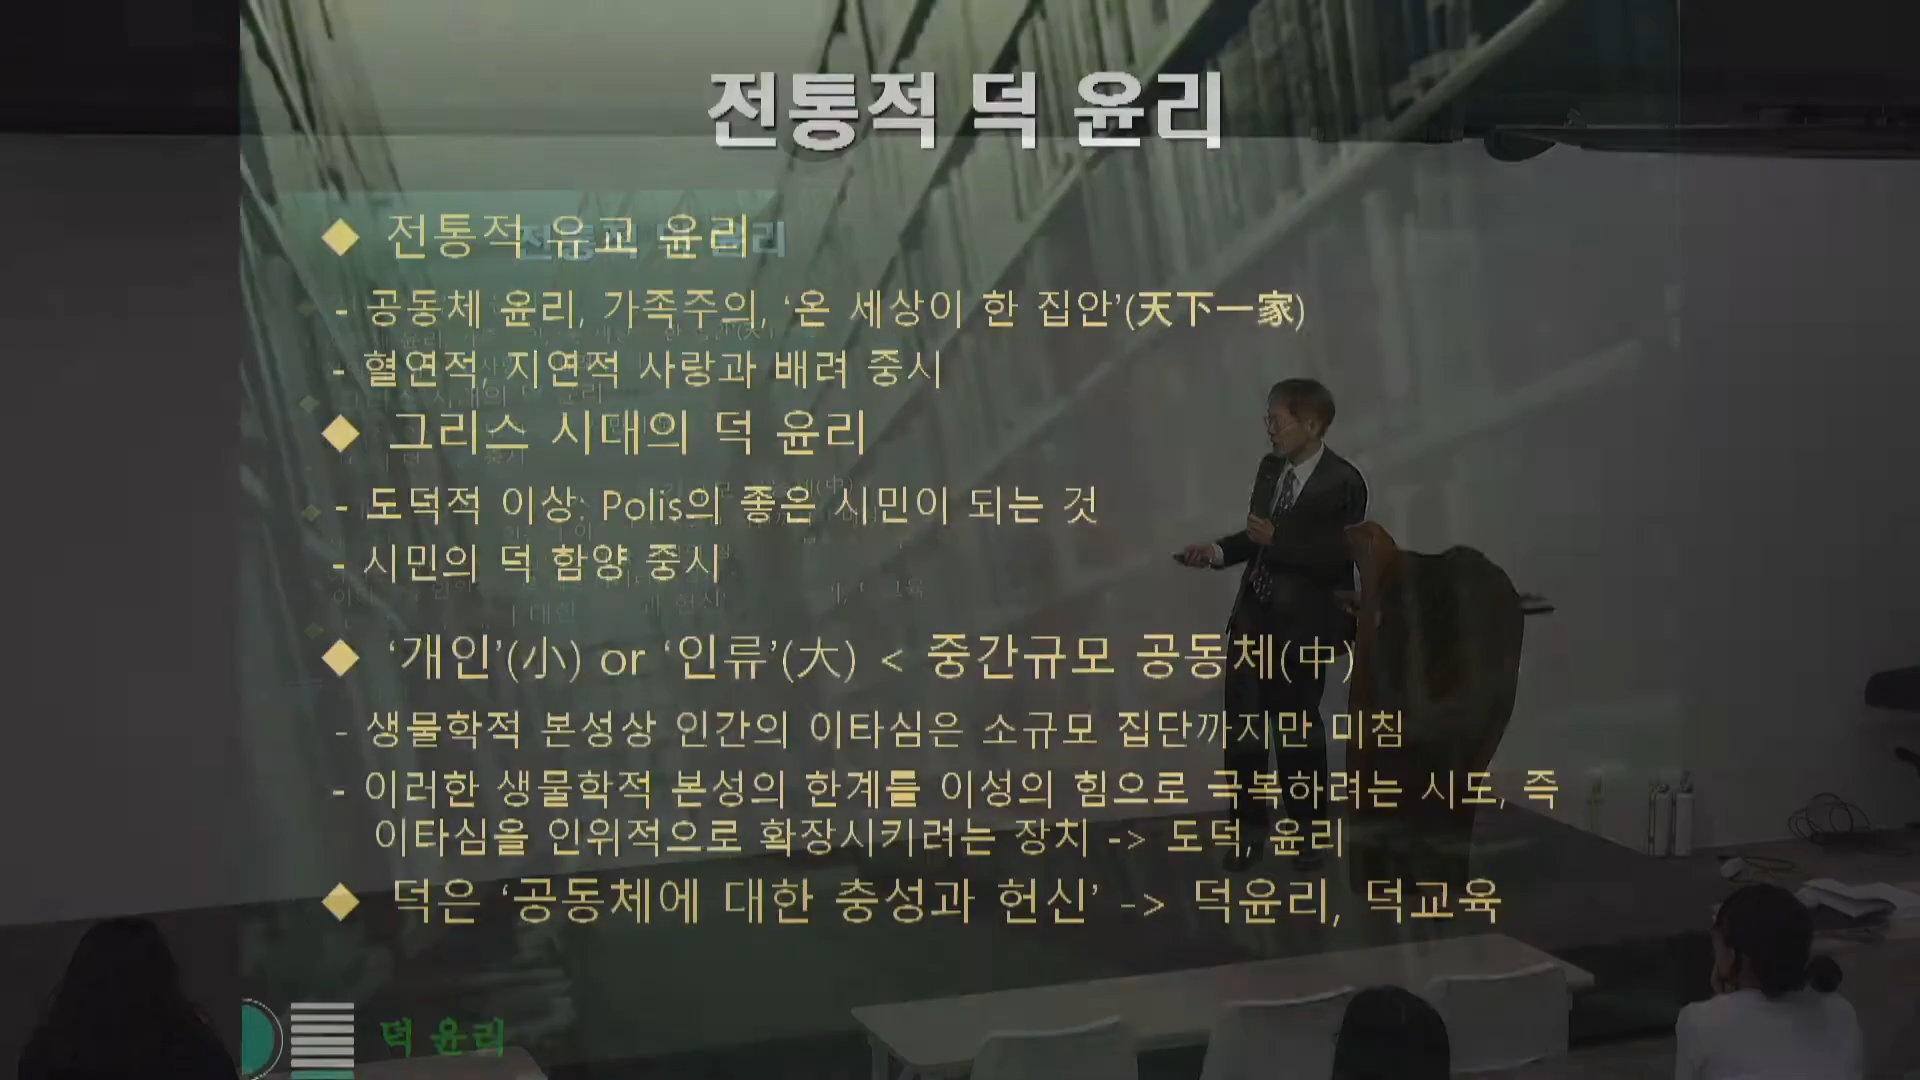 전통적 덕 윤리
◆ 전통적 유교 윤리
- 공동체 윤리, 가족주의, ‘온 세상이 한 집안’(天下一家)
- 혈연적, 지연적 사랑과 배려 중시
◆ 그리스 시대의 덕 윤리
- 도덕적 이상: Polis의 좋은 시민이 되는 것
- 시민의 덕 함양 중시
◆ ‘개인’(小) or ‘인류’(大) < 중간규모 공동체(中)
- 생물학적 본성상 인간의 이타심은 소규모 집단까지만 미침
- 이러한 생물학적 본성의 한계를 이성의 힘으로 극복하려는 시도, 즉
이타심을 인위적으로 확장시키려는 장치 -> 도덕, 윤리
◆ 덕은 ‘공동체에 대한 충성과 헌신’ -> 덕윤리, 덕교육
덕 윤리